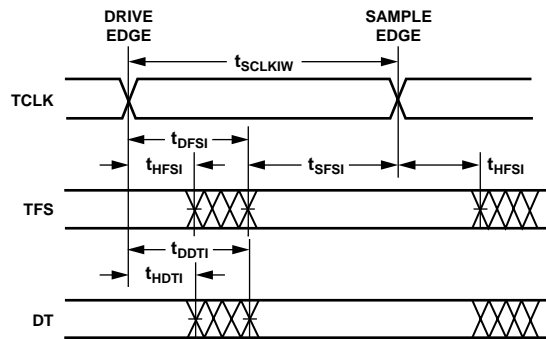 DRIVE EDGE
SAMPLE EDGE
tSCLKIW
TCLK
tDFSI
tHFSI
tSFSI
tHFSI
TFS
tDDTI
tHDTI
DT